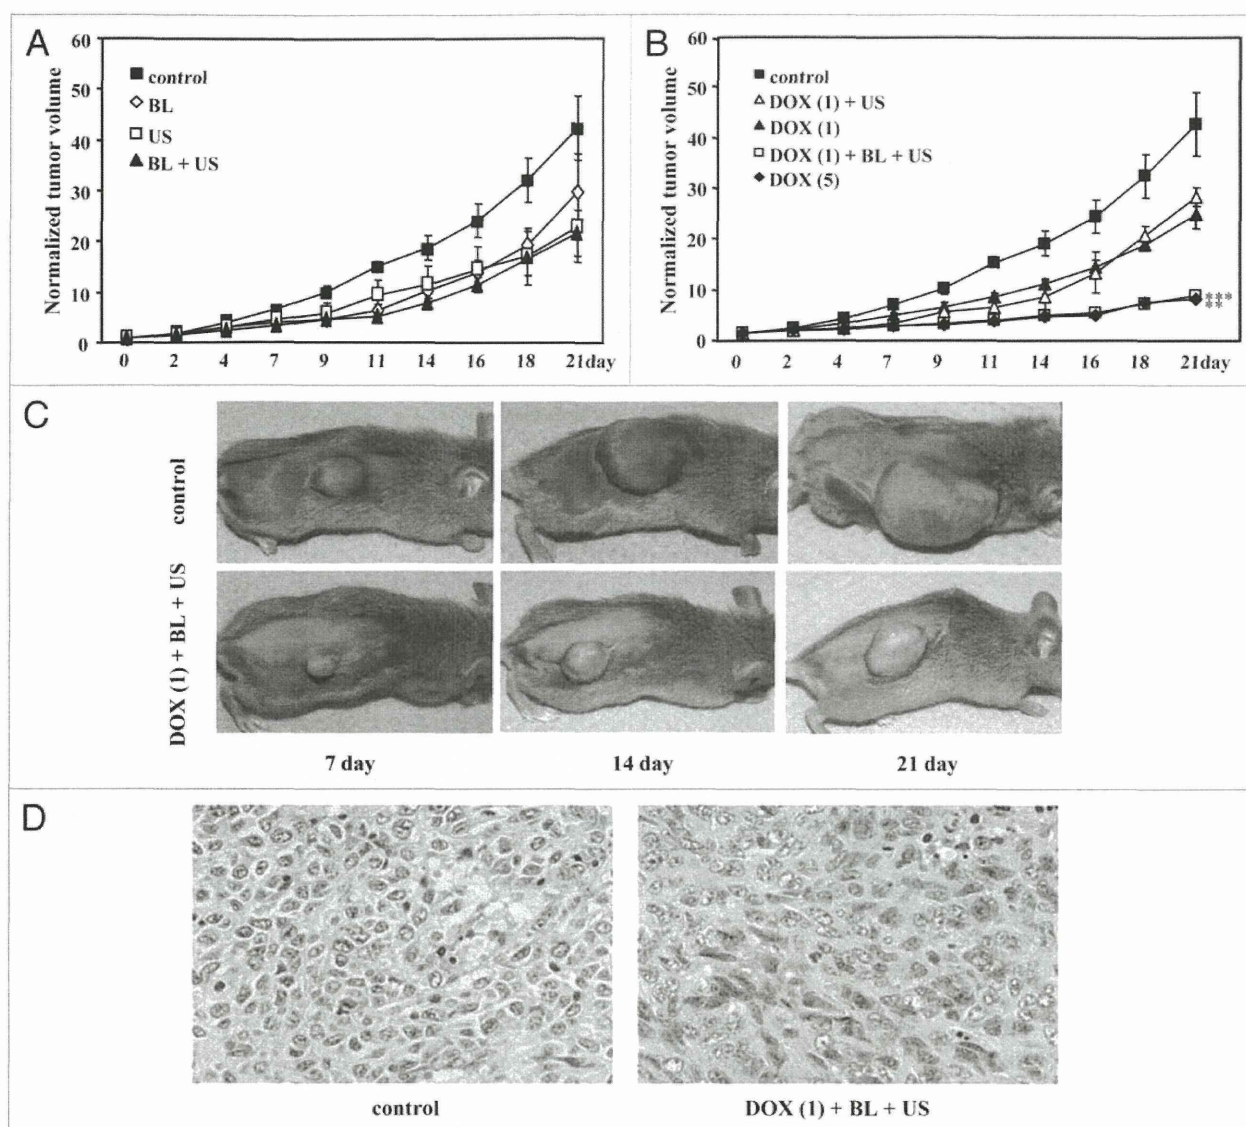 A
Normalized tumor volume
60
50
40
30
20
10
0
control
BL
US
BL + US
0 2 4 7 9 11 14 16 18 21day
B
Normalized tumor volume
60
50
40
30
20
10
0
control
DOX (1) + US
DOX (1)
DOX (1) + BL + US
DOX (5)
***
**
0 2 4 7 9 11 14 16 18 21day
C
control
DOX (1) + BL + US
7 day 14 day 21 day
D
control DOX (1) + BL + US